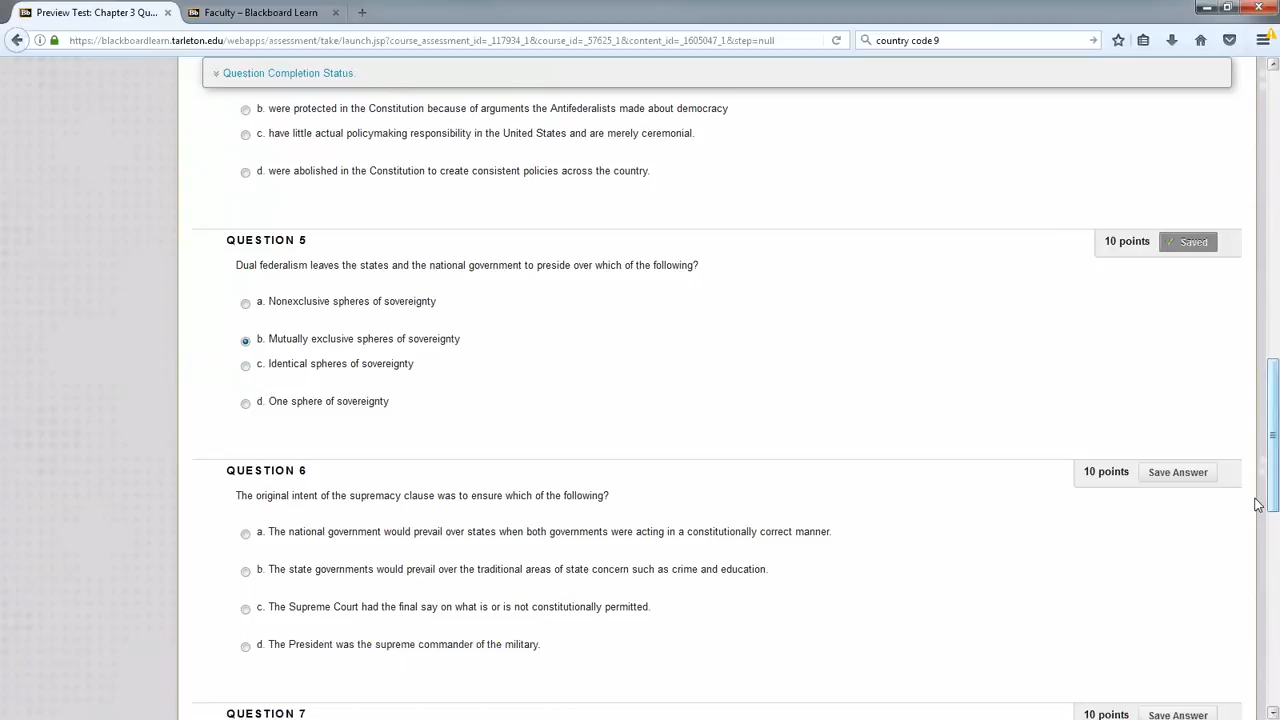 Preview Test: Chapter 3 Qu...
Faculty – Blackboard Learn
https://blackboardlearn.tarleton.edu/webapps/assessment/take/launch.jsp?course_assessment_id=_117934_1&course_id=_57625_1&content_id=_1605047_1&step=null
country code 9
Question Completion Status:
b. were protected in the Constitution because of arguments the Antifederalists made about democracy
c. have little actual policymaking responsibility in the United States and are merely ceremonial.
d. were abolished in the Constitution to create consistent policies across the country.
QUESTION 5
10 points Saved
Dual federalism leaves the states and the national government to preside over which of the following?
a. Nonexclusive spheres of sovereignty
b. Mutually exclusive spheres of sovereignty
c. Identical spheres of sovereignty
d. One sphere of sovereignty
QUESTION 6
10 points Save Answer
The original intent of the supremacy clause was to ensure which of the following?
a. The national government would prevail over states when both governments were acting in a constitutionally correct manner.
b. The state governments would prevail over the traditional areas of state concern such as crime and education.
c. The Supreme Court had the final say on what is or is not constitutionally permitted.
d. The President was the supreme commander of the military.
QUESTION 7
10 points Save Answer